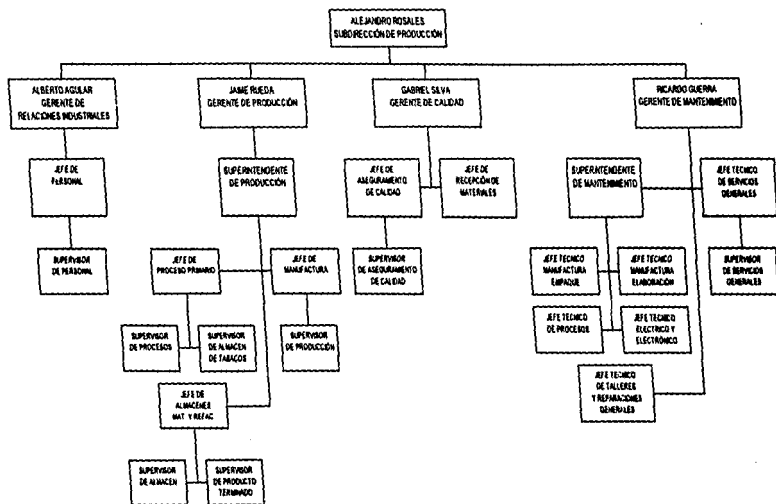 ALEJANDRO ROSALES
SUBDIRECCIÓN DE PRODUCCIÓN
ALBERTO AGUILAR
GERENTE DE
RELACIONES INDUSTRIALES
JAIME RUEDA
GERENTE DE PRODUCCIÓN
GABRIEL SILVA
GERENTE DE CALIDAD
RICARDO GUERRA
GERENTE DE MANTENIMIENTO
JEFE DE
PERSONAL
SUPERINTENDENTE
DE PRODUCCIÓN
JEFE DE
ASEGURAMIENTO
DE CALIDAD
JEFE DE
RECEPCIÓN DE
MATERIALES
SUPERINTENDENTE
DE MANTENIMIENTO
JEFE TECNICO
DE SERVICIOS
GENERALES
SUPERVISOR
DE PERSONAL
JEFE DE
PROCESO PRIMARIO
JEFE DE
MANUFACTURA
SUPERVISOR
DE ASEGURAMIENTO
DE CALIDAD
JEFE TECNICO
MANUFACTURA
EMPAQUE
JEFE TECNICO
MANUFACTURA
ELABORACIÓN
SUPERVISOR
DE SERVICIOS
GENERALES
SUPERVISOR
DE PROCESOS
SUPERVISOR
DE ALMACEN
DE TABACOS
SUPERVISOR
DE PRODUCCIÓN
JEFE TECNICO
DE PROCESOS
JEFE TECNICO
ELECTRICO Y
ELECTRÓNICO
JEFE DE
ALMACENES
MAT. Y REFAC.
JEFE TECNICO
DE TALLERES
Y REPARACIONES
GENERALES
SUPERVISOR
DE ALMACEN
SUPERVISOR
DE PRODUCTO
TERMINADO